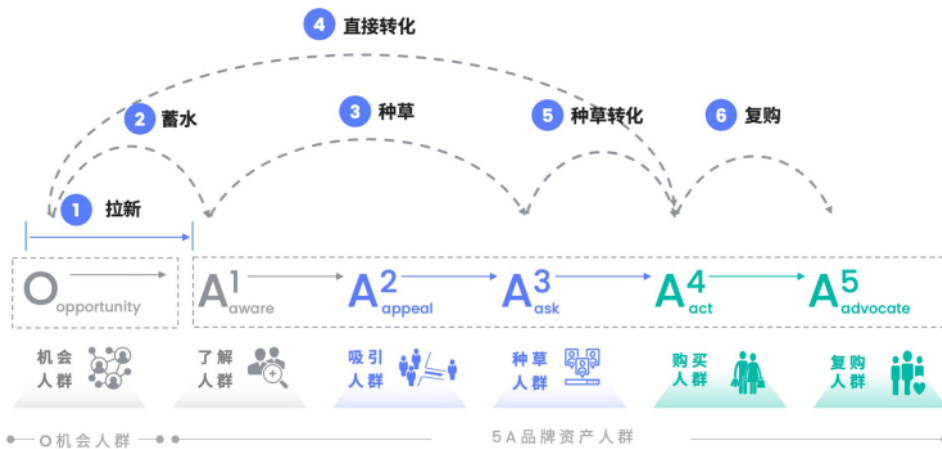 4 直接转化
2 蓄水
3 种草
5 种草转化
6 复购
1 拉新
O opportunity
A1 aware
A2 appeal
A3 ask
A4 act
A5 advocate
机会
人群
了解
人群
吸引
人群
种草
人群
购买
人群
复购
人群
O机会人群
5A品牌资产人群